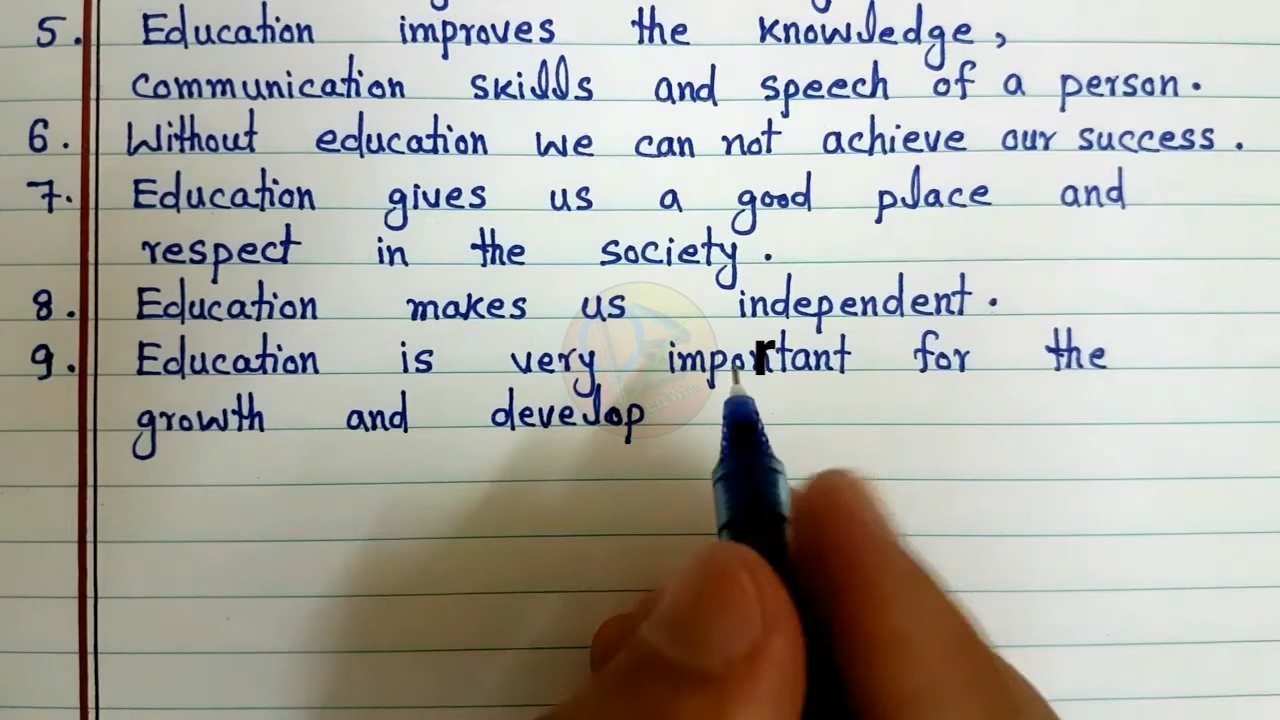 5. Education improves the knowledge,
communication skills and speech of a person.
6. Without education we can not achieve our success.
7. Education gives us a good place and
respect in the society.
8. Education makes us independent.
9. Education is very important for the
growth and develop